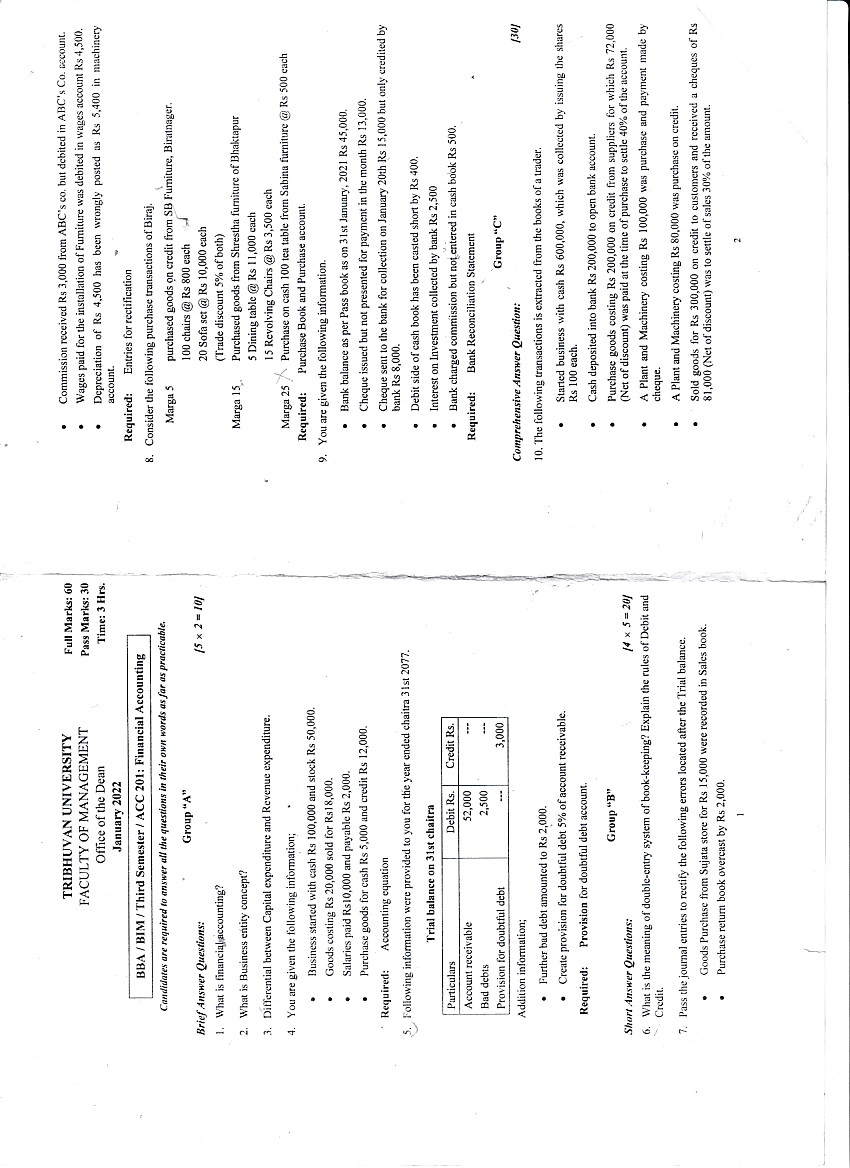 TRIBHUVAN UNIVERSITY
FACULTY OF MANAGEMENT
Office of the Dean
January 2022
Full Marks: 60
Pass Marks: 30
Time: 3 Hrs.
BBA / BIM / Third Semester / ACC 201: Financial Accounting
Candidates are required to answer all the questions in their own words as far as practicable.
Group "A"
Brief Answer Questions: [5 × 2 = 10]
1. What is financial accounting?
2. What is Business entity concept?
3. Differential between Capital expenditure and Revenue expenditure.
4. You are given the following information;
• Business started with cash Rs 100,000 and stock Rs 50,000.
• Goods costing Rs 20,000 sold for Rs18,000.
• Salaries paid Rs10,000 and payable Rs 2,000.
• Purchase goods for cash Rs 5,000 and credit Rs 12,000.
Required: Accounting equation
5. Following information were provided to you for the year ended chaitra 31st 2077.
Trial balance on 31st chaitra
Particulars Debit Rs. Credit Rs.
Account receivable 52,000 ---
Bad debts 2,500 ---
Provision for doubtful debt --- 3,000
Addition information;
• Further bad debt amounted to Rs 2,000.
• Create provision for doubtful debt 5% of account receivable.
Required: Provision for doubtful debt account.
Group "B"
Short Answer Questions: [4 × 5 = 20]
6. What is the meaning of double-entry system of book-keeping? Explain the rules of Debit and
Credit.
7. Pass the journal entries to rectify the following errors located after the Trial balance.
• Goods Purchase from Sujata store for Rs 15,000 were recorded in Sales book.
• Purchase return book overcast by Rs 2,000.
1
• Commission received Rs 3,000 from ABC's co. but debited in ABC's Co. account.
• Wages paid for the installation of Furniture was debited in wages account Rs 4,500.
• Depreciation of Rs 4,500 has been wrongly posted as Rs 5,400 in machinery
account.
Required: Entries for rectification
8. Consider the following purchase transactions of Biraj.
Marga 5 purchased goods on credit from SB Furniture, Biratnager.
100 chairs @ Rs 800 each
20 Sofa set @ Rs 10,000 each
(Trade discount 5% of both)
Marga 15 Purchased goods from Shrestha furniture of Bhaktapur
5 Dining table @ Rs 11,000 each
15 Revolving Chairs @ Rs 3,500 each
Marga 25 Purchase on cash 100 tea table from Sabina furniture @ Rs 500 each
Required: Purchase Book and Purchase account.
9. You are given the following information.
• Bank balance as per Pass book as on 31st January, 2021 Rs 45,000.
• Cheque issued but not presented for payment in the month Rs 13,000.
• Cheque sent to the bank for collection on January 20th Rs 15,000 but only credited by
bank Rs 8,000.
• Debit side of cash book has been casted short by Rs 400.
• Interest on Investment collected by bank Rs 2,500
• Bank charged commission but not entered in cash book Rs 500.
Required: Bank Reconciliation Statement
Group "C"
Comprehensive Answer Question: [30]
10. The following transactions is extracted from the books of a trader.
• Started business with cash Rs 600,000, which was collected by issuing the shares
Rs 100 each.
• Cash deposited into bank Rs 200,000 to open bank account.
• Purchase goods costing Rs 200,000 on credit from suppliers for which Rs 72,000
(Net of discount) was paid at the time of purchase to settle 40% of the account.
• A Plant and Machinery costing Rs 100,000 was purchase and payment made by
cheque.
• A Plant and Machinery costing Rs 80,000 was purchase on credit.
• Sold goods for Rs 300,000 on credit to customers and received a cheques of Rs
81,000 (Net of discount) was to settle of sales 30% of the amount.
2